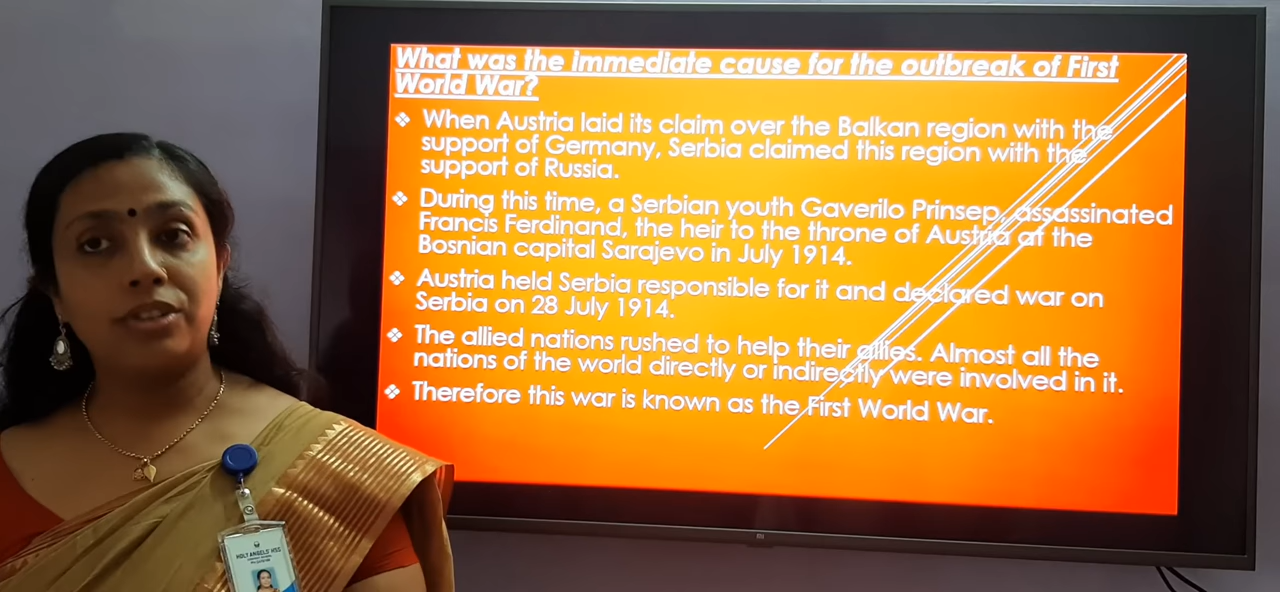 What was the Immediate cause for the outbreak of First
World War?
❖ When Austria laid its claim over the Balkan region with the
support of Germany, Serbia claimed this region with the
support of Russia.
❖ During this time, a Serbian youth Gaverilo Prinsep, assassinated
Francis Ferdinand, the heir to the throne of Austria at the
Bosnian capital Sarajevo in July 1914.
❖ Austria held Serbia responsible for it and declared war on
Serbia on 28 July 1914.
❖ The allied nations rushed to help their allies. Almost all the
nations of the world directly or indirectly were involved in it.
❖ Therefore this war is known as the First World War.
mi
HOLY ANGELS' HSS